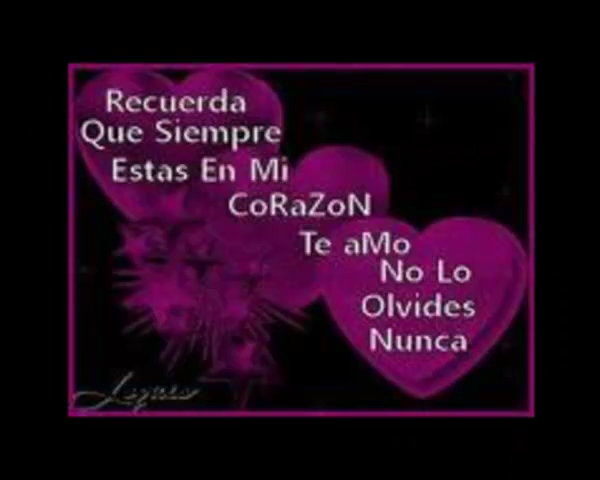 Recuerda
Que Siempre
Estas En Mi
CoRaZoN
Te aMo
No Lo
Olvides
Nunca